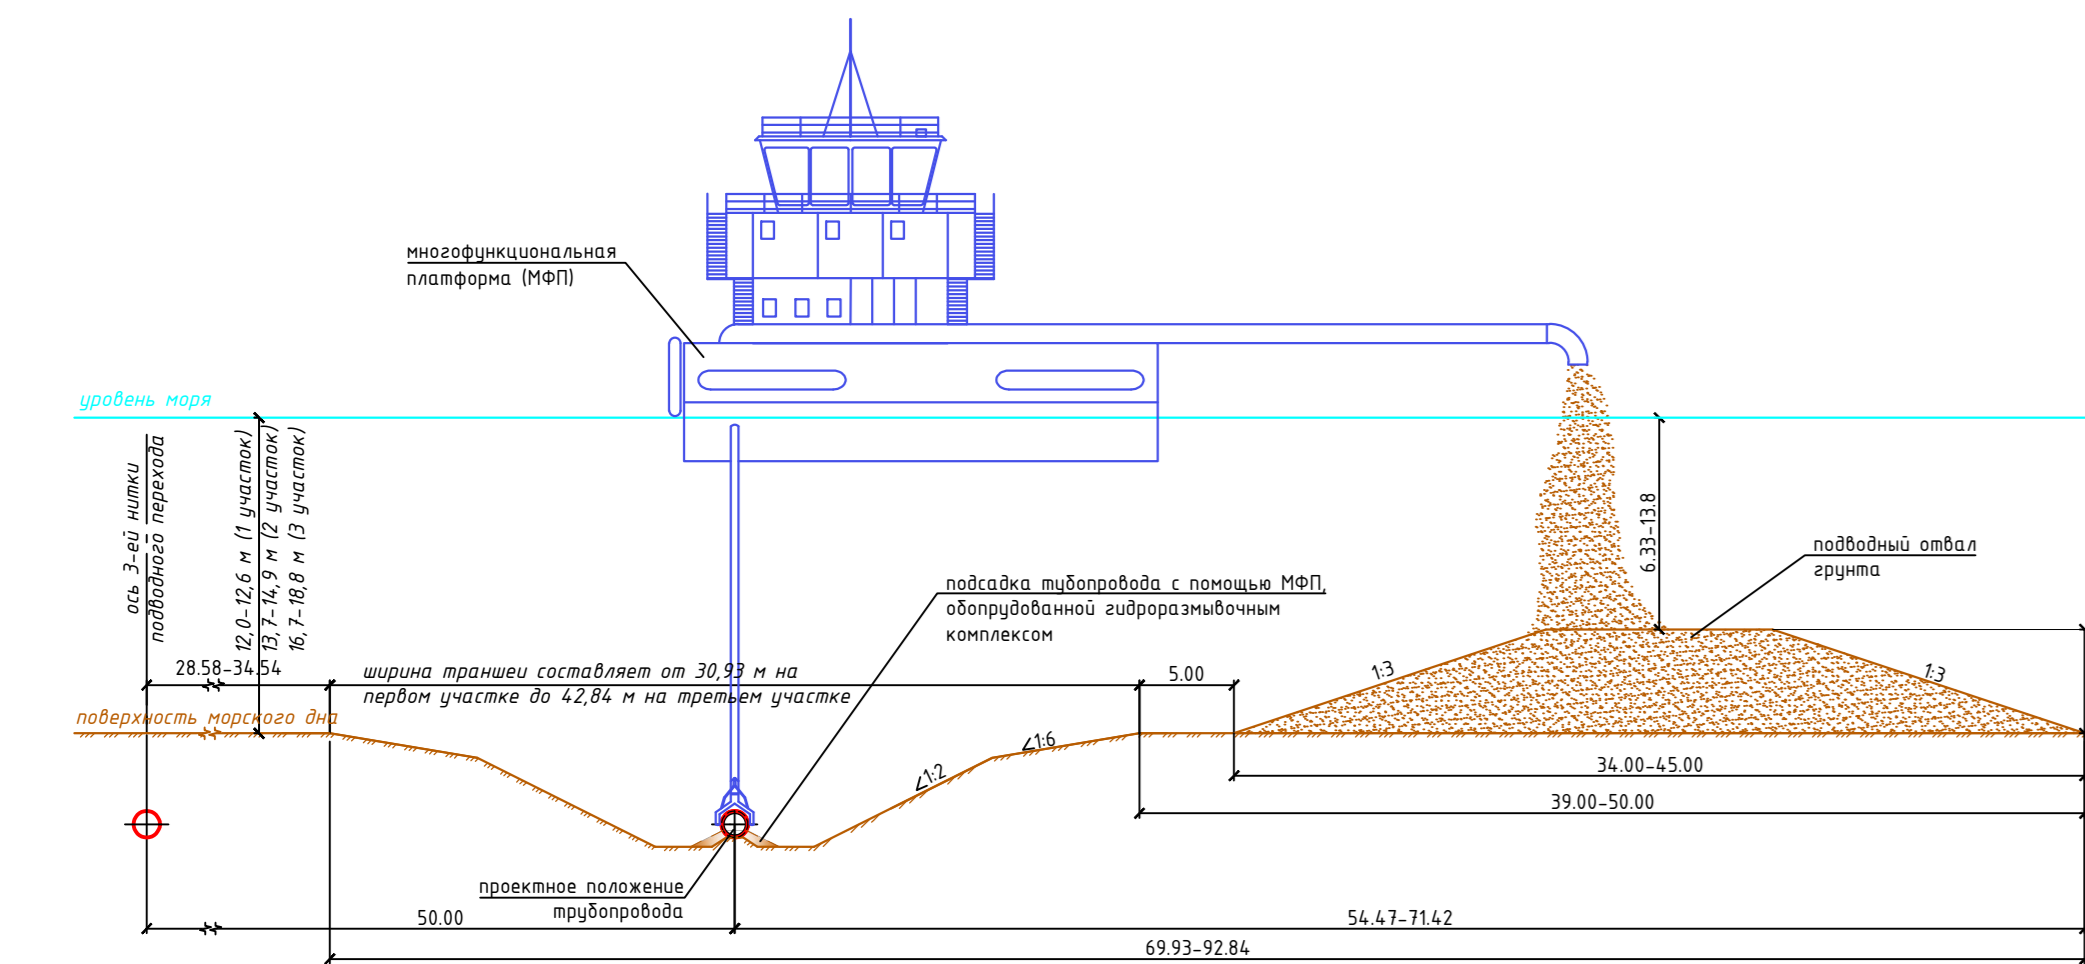 многофункциональная
платформа (МФП)
уровень моря
ось 3-ей нитки
подводного перехода
12,0-12,6 м (1 участок)
13,7-14,9 м (2 участок)
16,7-18,8 м (3 участок)
6.33-13.8
подводный отвал
грунта
подсадка тубопровода с помощью МФП,
обопрудованной гидроразмывочным
комплексом
28.58-34.54
ширина траншеи составляет от 30,93 м на
первом участке до 42,84 м на третьем участке
5.00
1:3
1:3
поверхность морского дна
∠1:6
∠1:2
34.00-45.00
39.00-50.00
проектное положение
трубопровода
50.00
54.47-71.42
69.93-92.84